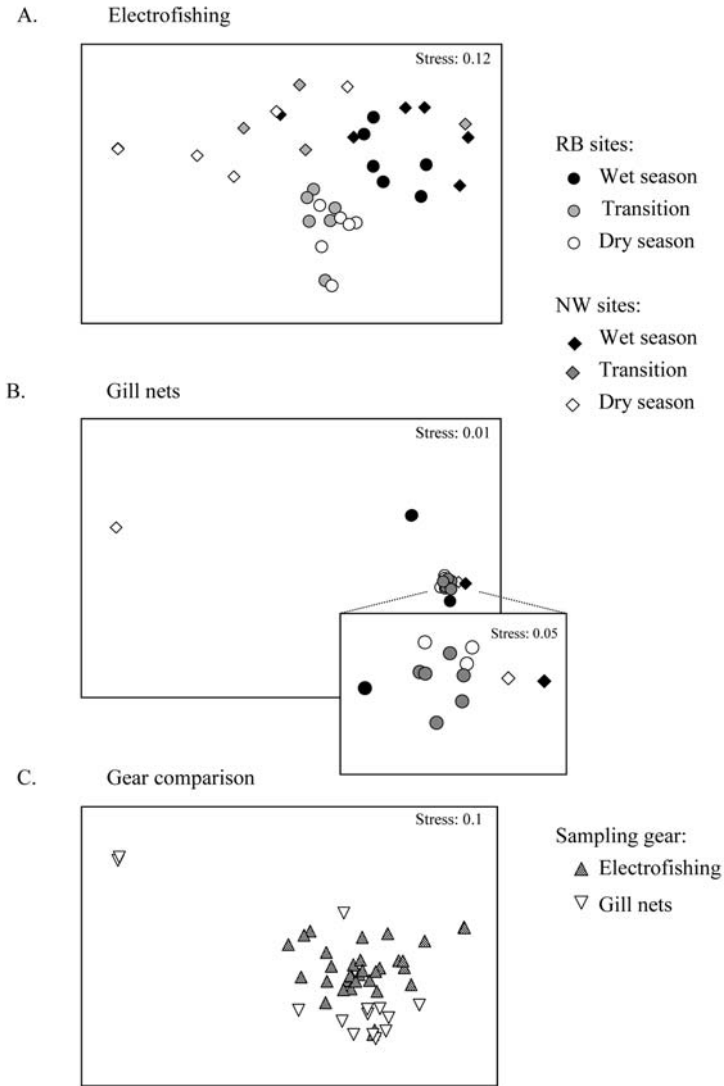 A. Electrofishing
Stress: 0.12
RB sites:
Wet season
Transition
Dry season
NW sites:
Wet season
Transition
Dry season
B. Gill nets
Stress: 0.01
Stress: 0.05
C. Gear comparison
Stress: 0.1
Sampling gear:
Electrofishing
Gill nets